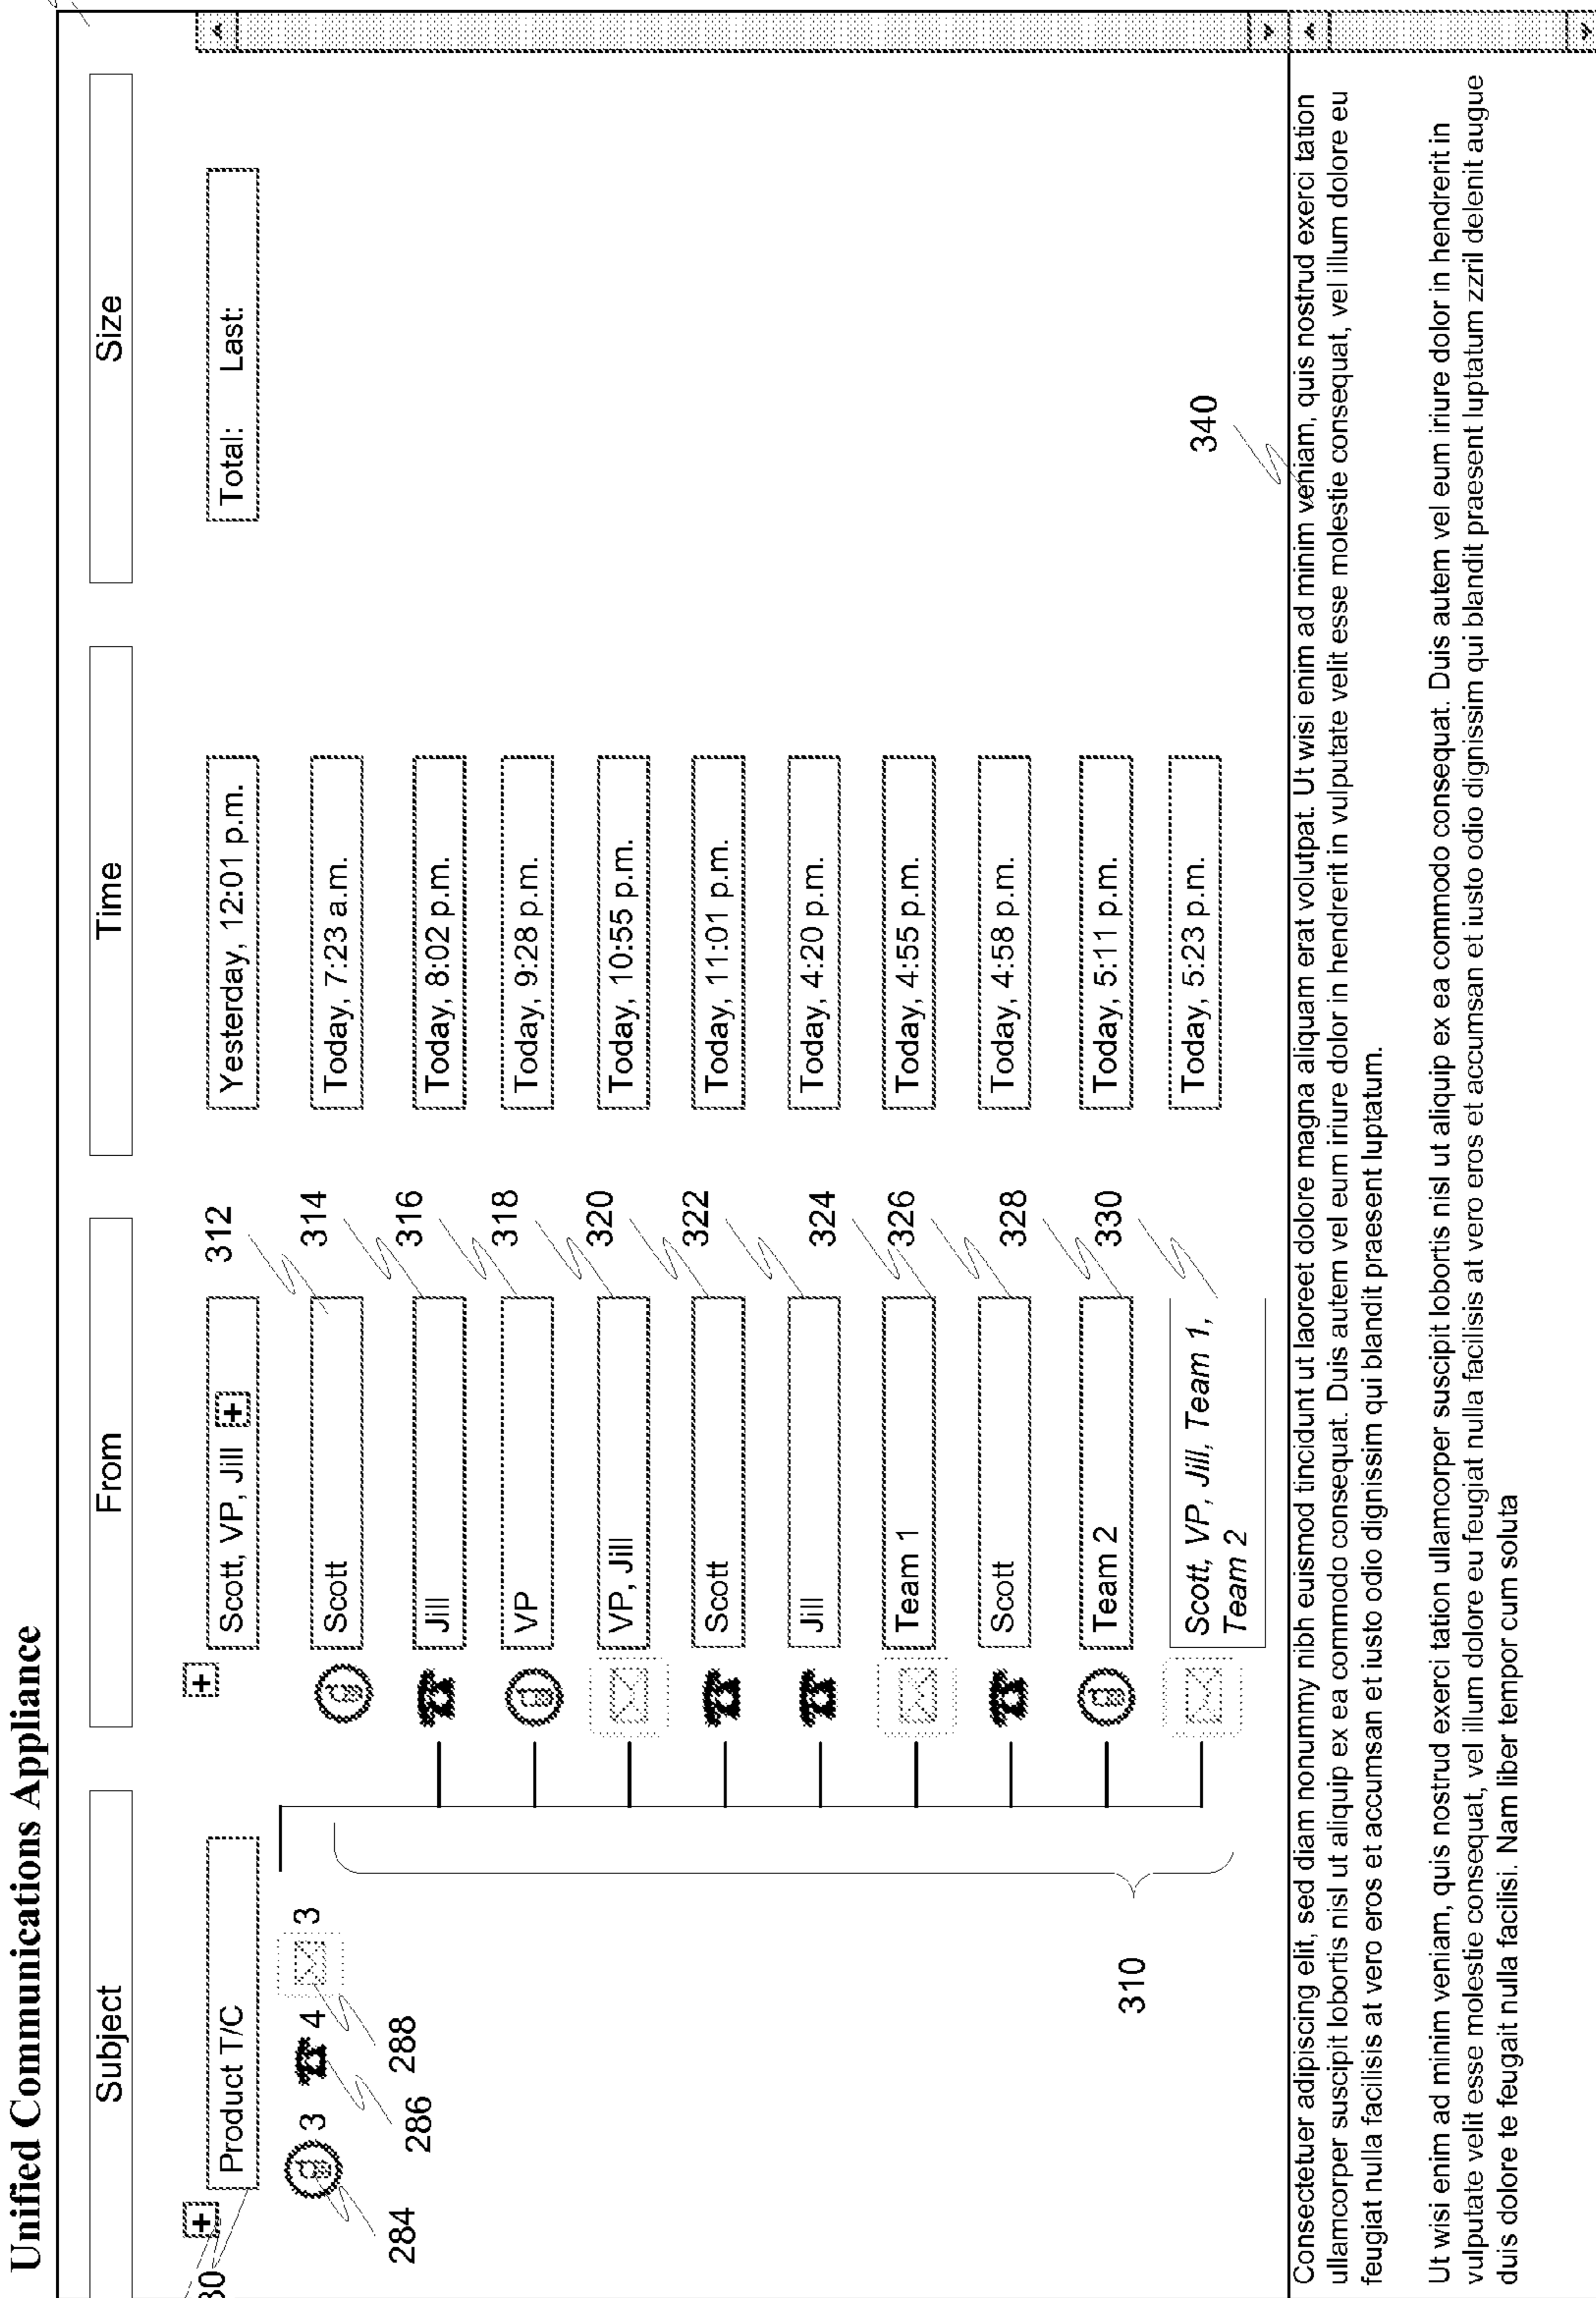 Unified Communications Appliance
Subject
From
Time
Size
Product T/C
Scott, VP, Jill +
Yesterday, 12:01 p.m.
Total: Last:
312
3 4 3
284 286 288
Scott
Today, 7:23 a.m.
314
Jill
Today, 8:02 p.m.
316
VP
Today, 9:28 p.m.
318
VP, Jill
Today, 10:55 p.m.
320
Scott
Today, 11:01 p.m.
322
Jill
Today, 4:20 p.m.
324
Team 1
Today, 4:55 p.m.
326
Scott
Today, 4:58 p.m.
328
Team 2
Today, 5:11 p.m.
330
Scott, VP, Jill, Team 1,
Team 2
Today, 5:23 p.m.
310
340
Consectetuer adipiscing elit, sed diam nonummy nibh euismod tincidunt ut laoreet dolore magna aliquam erat volutpat. Ut wisi enim ad minim veniam, quis nostrud exerci tation
ullamcorper suscipit lobortis nisl ut aliquip ex ea commodo consequat. Duis autem vel eum iriure dolor in hendrerit in vulputate velit esse molestie consequat, vel illum dolore eu
feugiat nulla facilisis at vero eros et accumsan et iusto odio dignissim qui blandit praesent luptatum.
Ut wisi enim ad minim veniam, quis nostrud exerci tation ullamcorper suscipit lobortis nisl ut aliquip ex ea commodo consequat. Duis autem vel eum iriure dolor in hendrerit in
vulputate velit esse molestie consequat, vel illum dolore eu feugiat nulla facilisis at vero eros et accumsan et iusto odio dignissim qui blandit praesent luptatum zzril delenit augue
duis dolore te feugait nulla facilisi. Nam liber tempor cum soluta